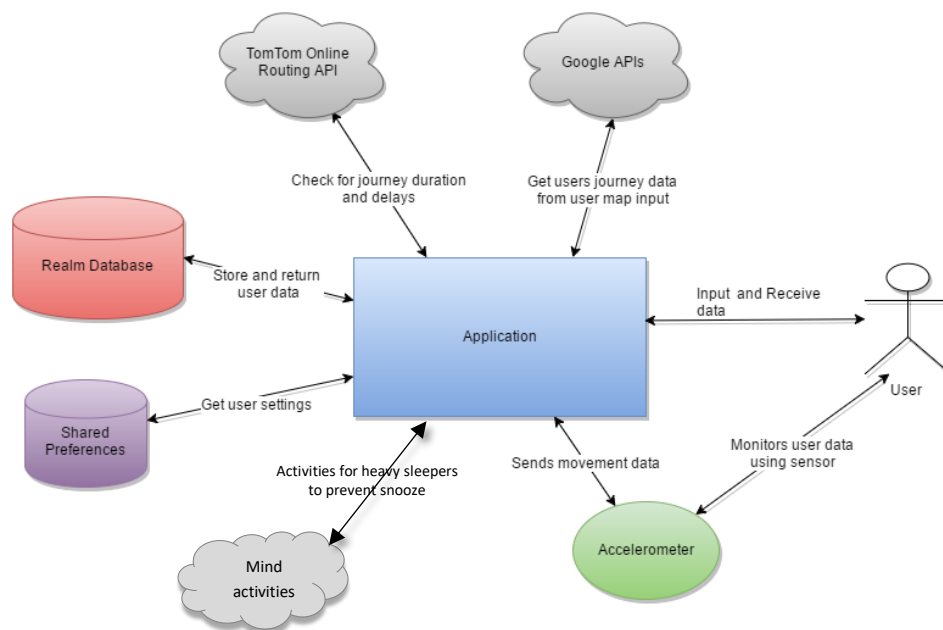 TomTom Online
Routing API
Google APIs
Check for journey duration
and delays
Get users journey data
from user map input
Realm Database
Store and return
user data
Application
Input and Receive
data
User
Shared
Preferences
Get user settings
Activities for heavy sleepers
to prevent snooze
Sends movement data
Monitors user data
using sensor
Accelerometer
Mind
activities